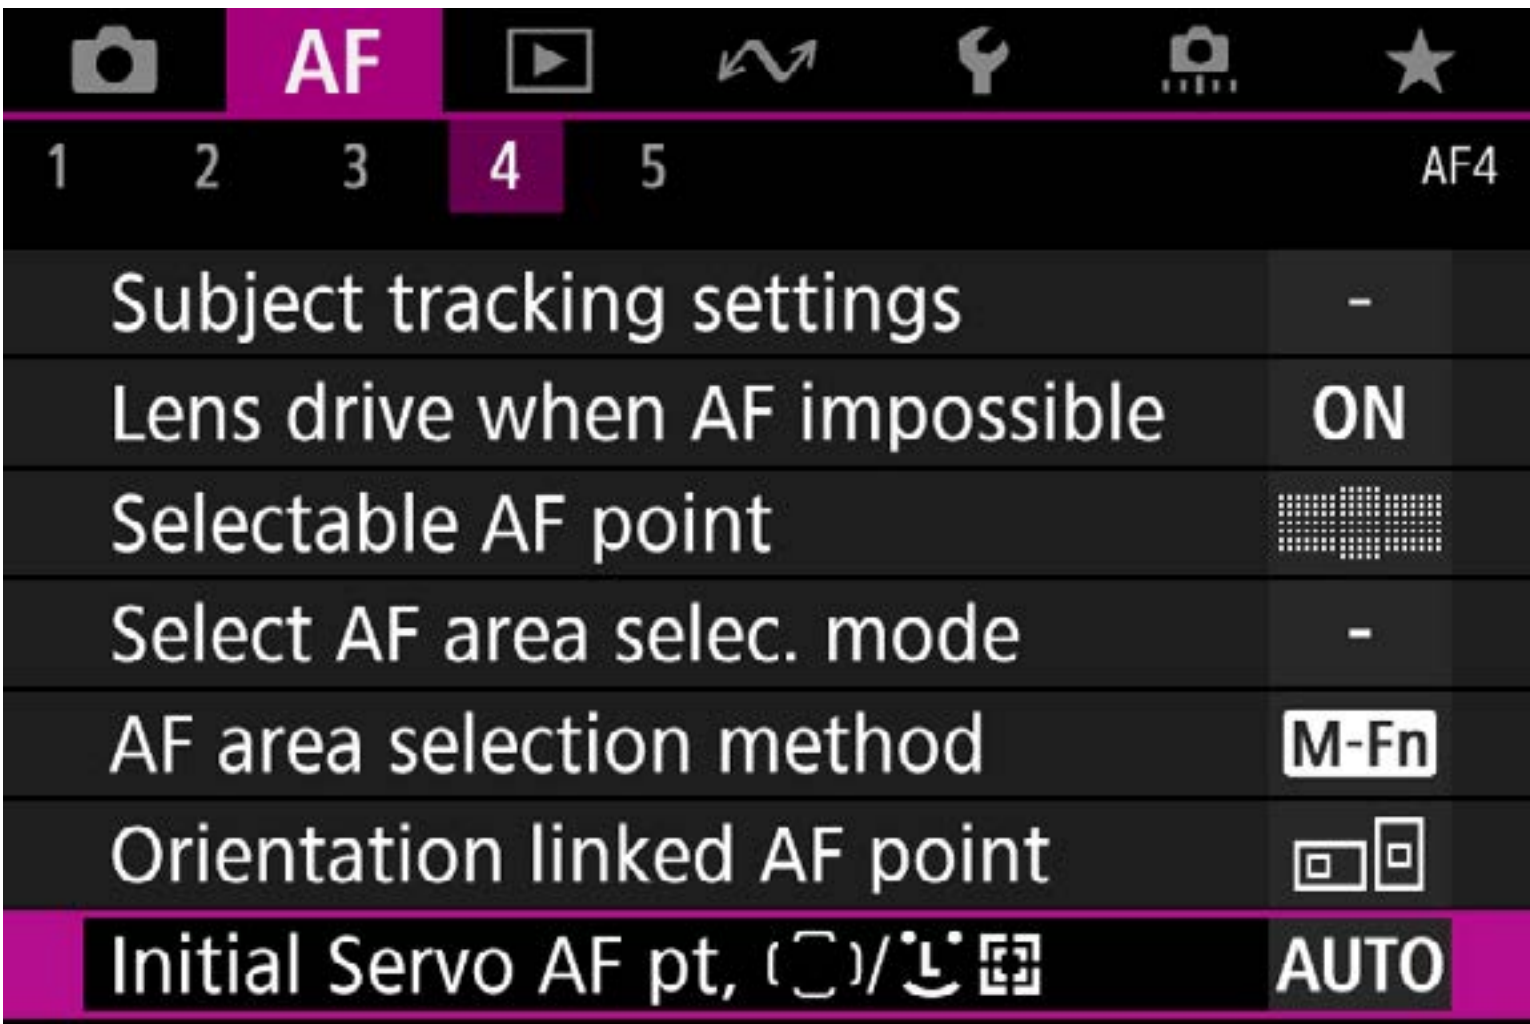 AF
1 2 3 4 5 AF4
Subject tracking settings -
Lens drive when AF impossible ON
Selectable AF point
Select AF area selec. mode -
AF area selection method M-Fn
Orientation linked AF point
Initial Servo AF pt, AUTO